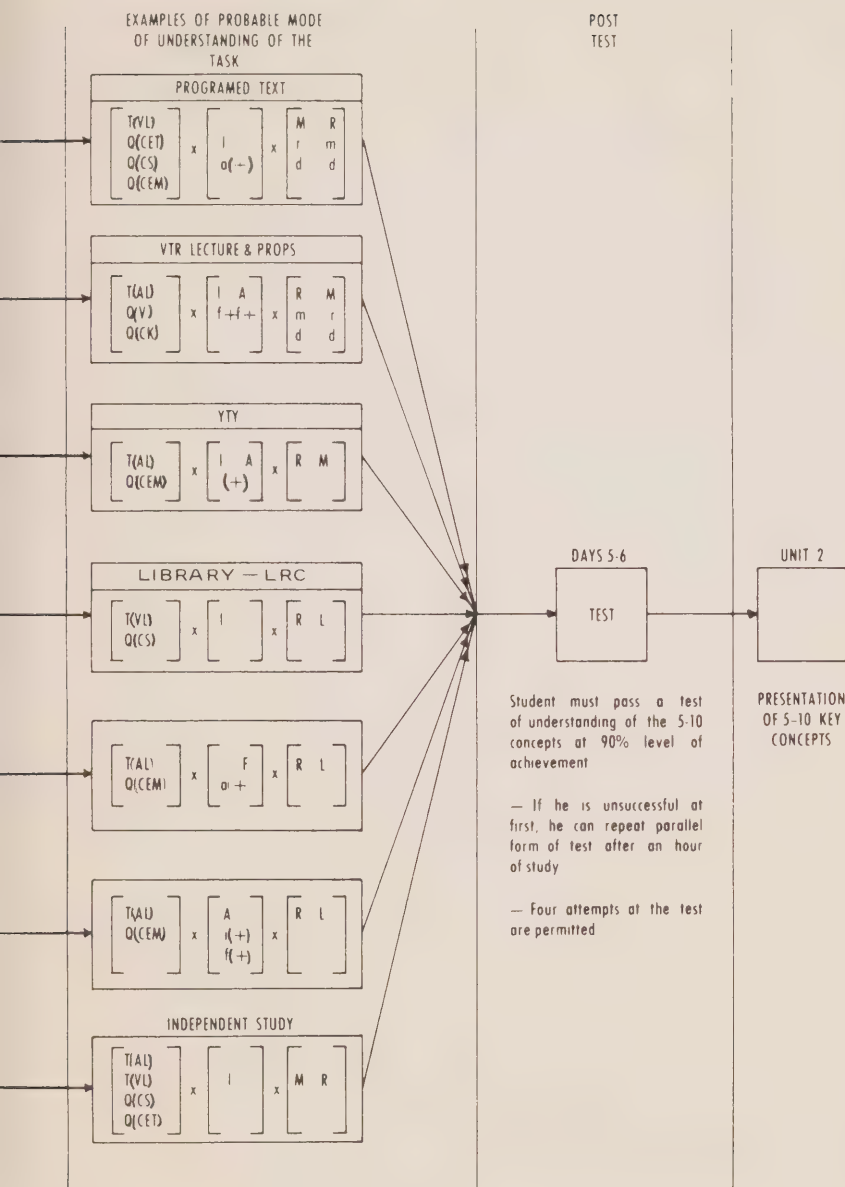 EXAMPLES OF PROBABLE MODE
OF UNDERSTANDING OF THE
TASK
PROGRAMED TEXT
T(VL)
Q(CET)
Q(CS)
Q(CEM)
x
I
a(-)
x
M R
r m
d d
VTR LECTURE & PROPS
T(AL)
Q(V)
Q(CK)
x
I A
f+f+
x
R M
m r
d d
YTY
T(AL)
Q(CEM)
x
I A
(+)
x
R M
LIBRARY — LRC
T(VL)
Q(CS)
x
I
x
R L
T(AL)
Q(CEM)
x
F
a +
x
R L
T(AL)
Q(CEM)
x
A
i(+)
f(+)
x
R L
INDEPENDENT STUDY
T(AL)
T(VL)
Q(CS)
Q(CET)
x
I
x
M R
POST
TEST
DAYS 5-6
TEST
Student must pass a test
of understanding of the 5-10
concepts at 90% level of
achievement
— If he is unsuccessful at
first, he can repeat parallel
form of test after an hour
of study
— Four attempts at the test
are permitted
UNIT 2
PRESENTATION
OF 5-10 KEY
CONCEPTS